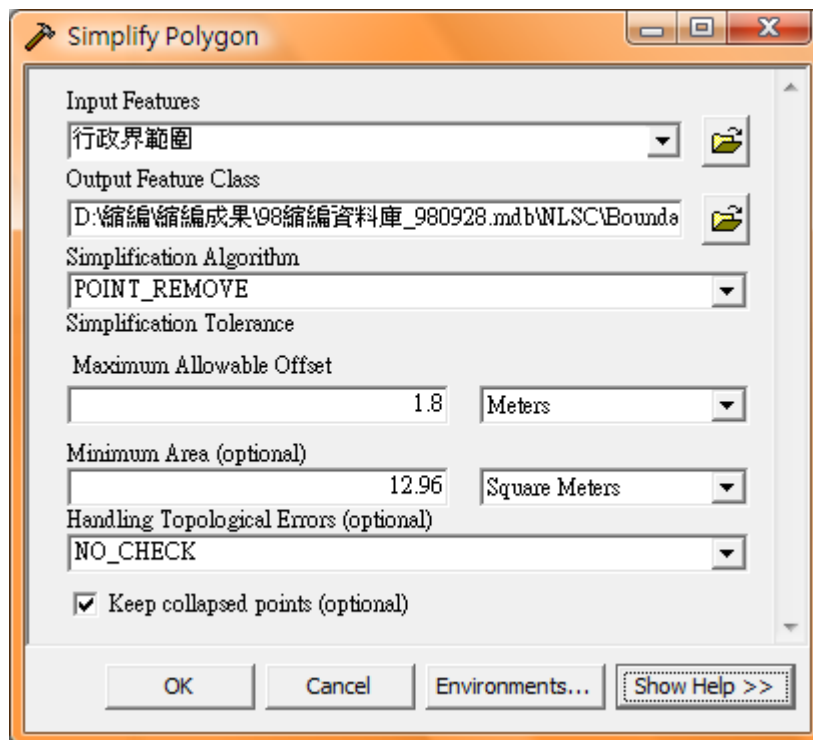 Simplify Polygon
Input Features
行政界範圍
Output Feature Class
D:\縮編\縮編成果\98縮編資料庫_980928.mdb\NLSC\Bounda
Simplification Algorithm
POINT_REMOVE
Simplification Tolerance
Maximum Allowable Offset
1.8 Meters
Minimum Area (optional)
12.96 Square Meters
Handling Topological Errors (optional)
NO_CHECK
Keep collapsed points (optional)
OK Cancel Environments... Show Help >>